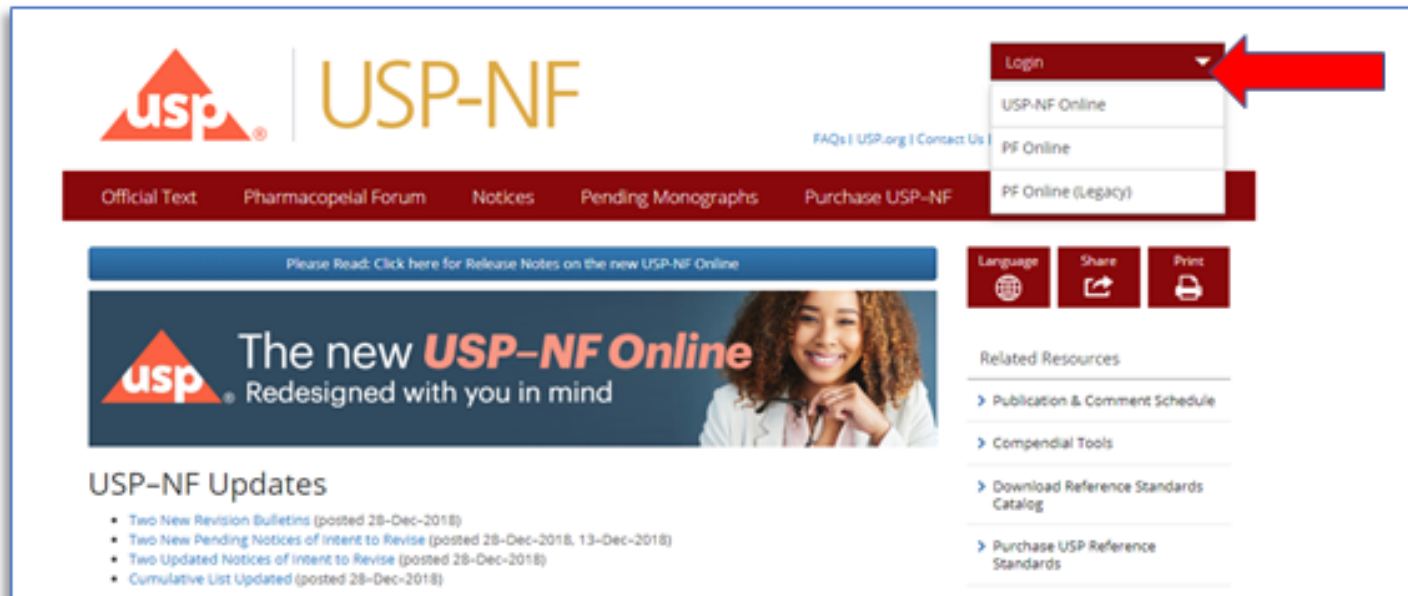 usp®
USP-NF
Login
USP-NF Online
PF Online
PF Online (Legacy)
FAQs | USP.org | Contact Us |
Official Text Pharmacopeial Forum Notices Pending Monographs Purchase USP–NF
Please Read: Click here for Release Notes on the new USP-NF Online
Language Share Print
usp®
The new USP–NF Online
Redesigned with you in mind
USP–NF Updates
• Two New Revision Bulletins (posted 28–Dec–2018)
• Two New Pending Notices of Intent to Revise (posted 28–Dec–2018, 13–Dec–2018)
• Two Updated Notices of Intent to Revise (posted 28–Dec–2018)
• Cumulative List Updated (posted 28–Dec–2018)
Related Resources
Publication & Comment Schedule
Compendial Tools
Download Reference Standards
Catalog
Purchase USP Reference
Standards